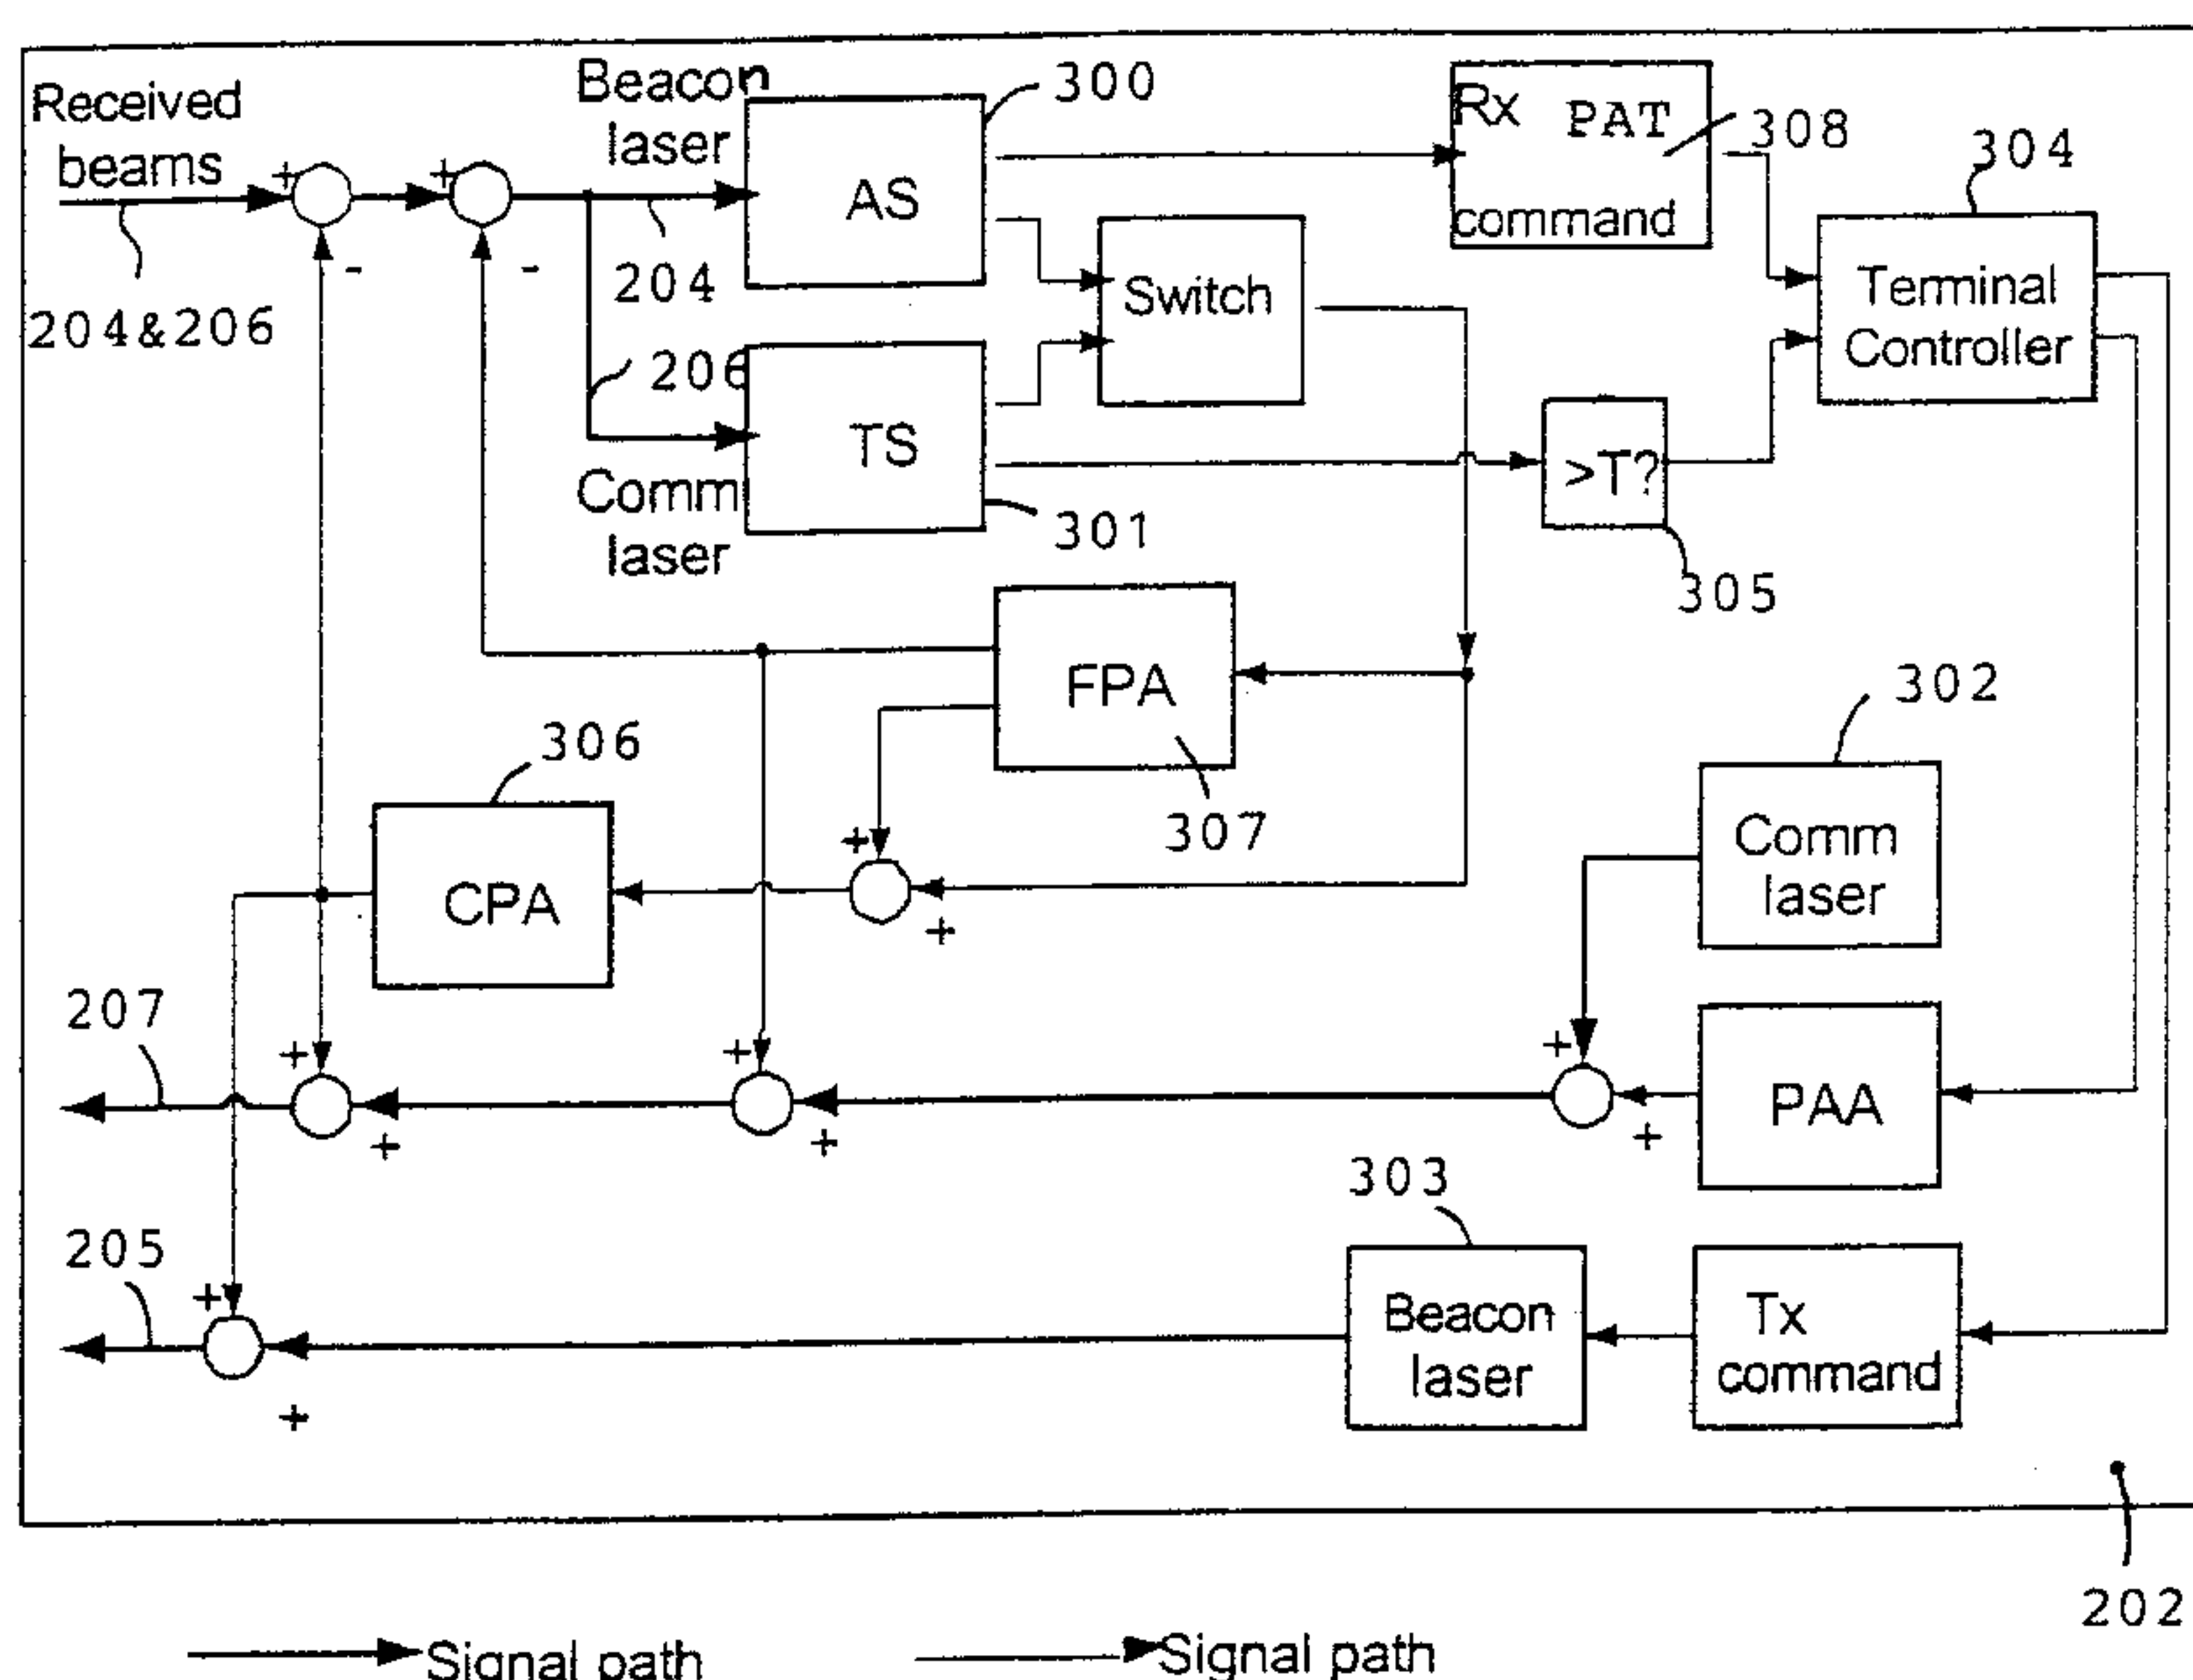 Received
beams
204&206
Beacon
laser
204
206
Comm
laser
AS
300
TS
301
Switch
Rx PAT
command
308
304
Terminal
Controller
>T?
305
FPA
307
CPA
306
302
Comm
laser
PAA
207
303
Beacon
laser
Tx
command
205
202
Signal path
Signal path
+
+
-
-
+
+
+
+
+
+
+
+
+
+